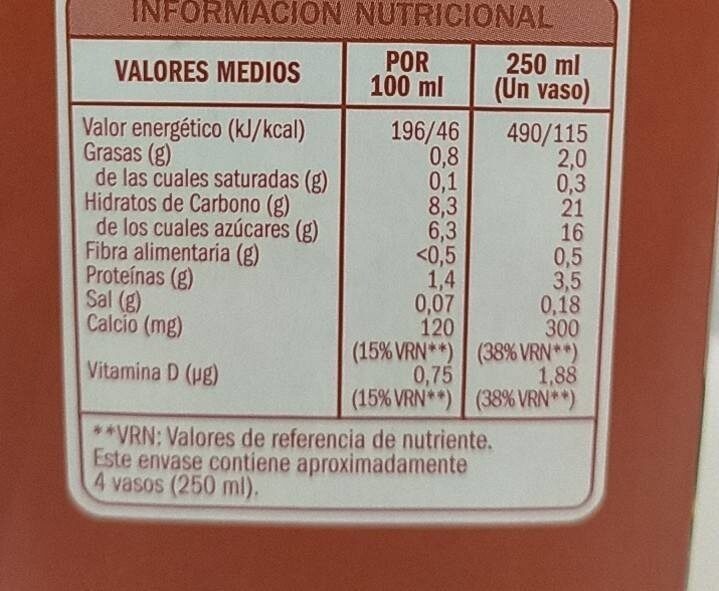 INFORMACIÓN NUTRICIONAL
VALORES MEDIOS POR 100 ml 250 ml (Un vaso)
Valor energético (kJ/kcal) 196/46 490/115
Grasas (g) 0,8 2,0
de las cuales saturadas (g) 0,1 0,3
Hidratos de Carbono (g) 8,3 21
de los cuales azúcares (g) 6,3 16
Fibra alimentaria (g) <0,5 0,5
Proteínas (g) 1,4 3,5
Sal (g) 0,07 0,18
Calcio (mg) 120 300
(15% VRN**) (38% VRN**)
Vitamina D (µg) 0,75 1,88
(15% VRN**) (38% VRN**)
**VRN: Valores de referencia de nutriente.
Este envase contiene aproximadamente
4 vasos (250 ml).